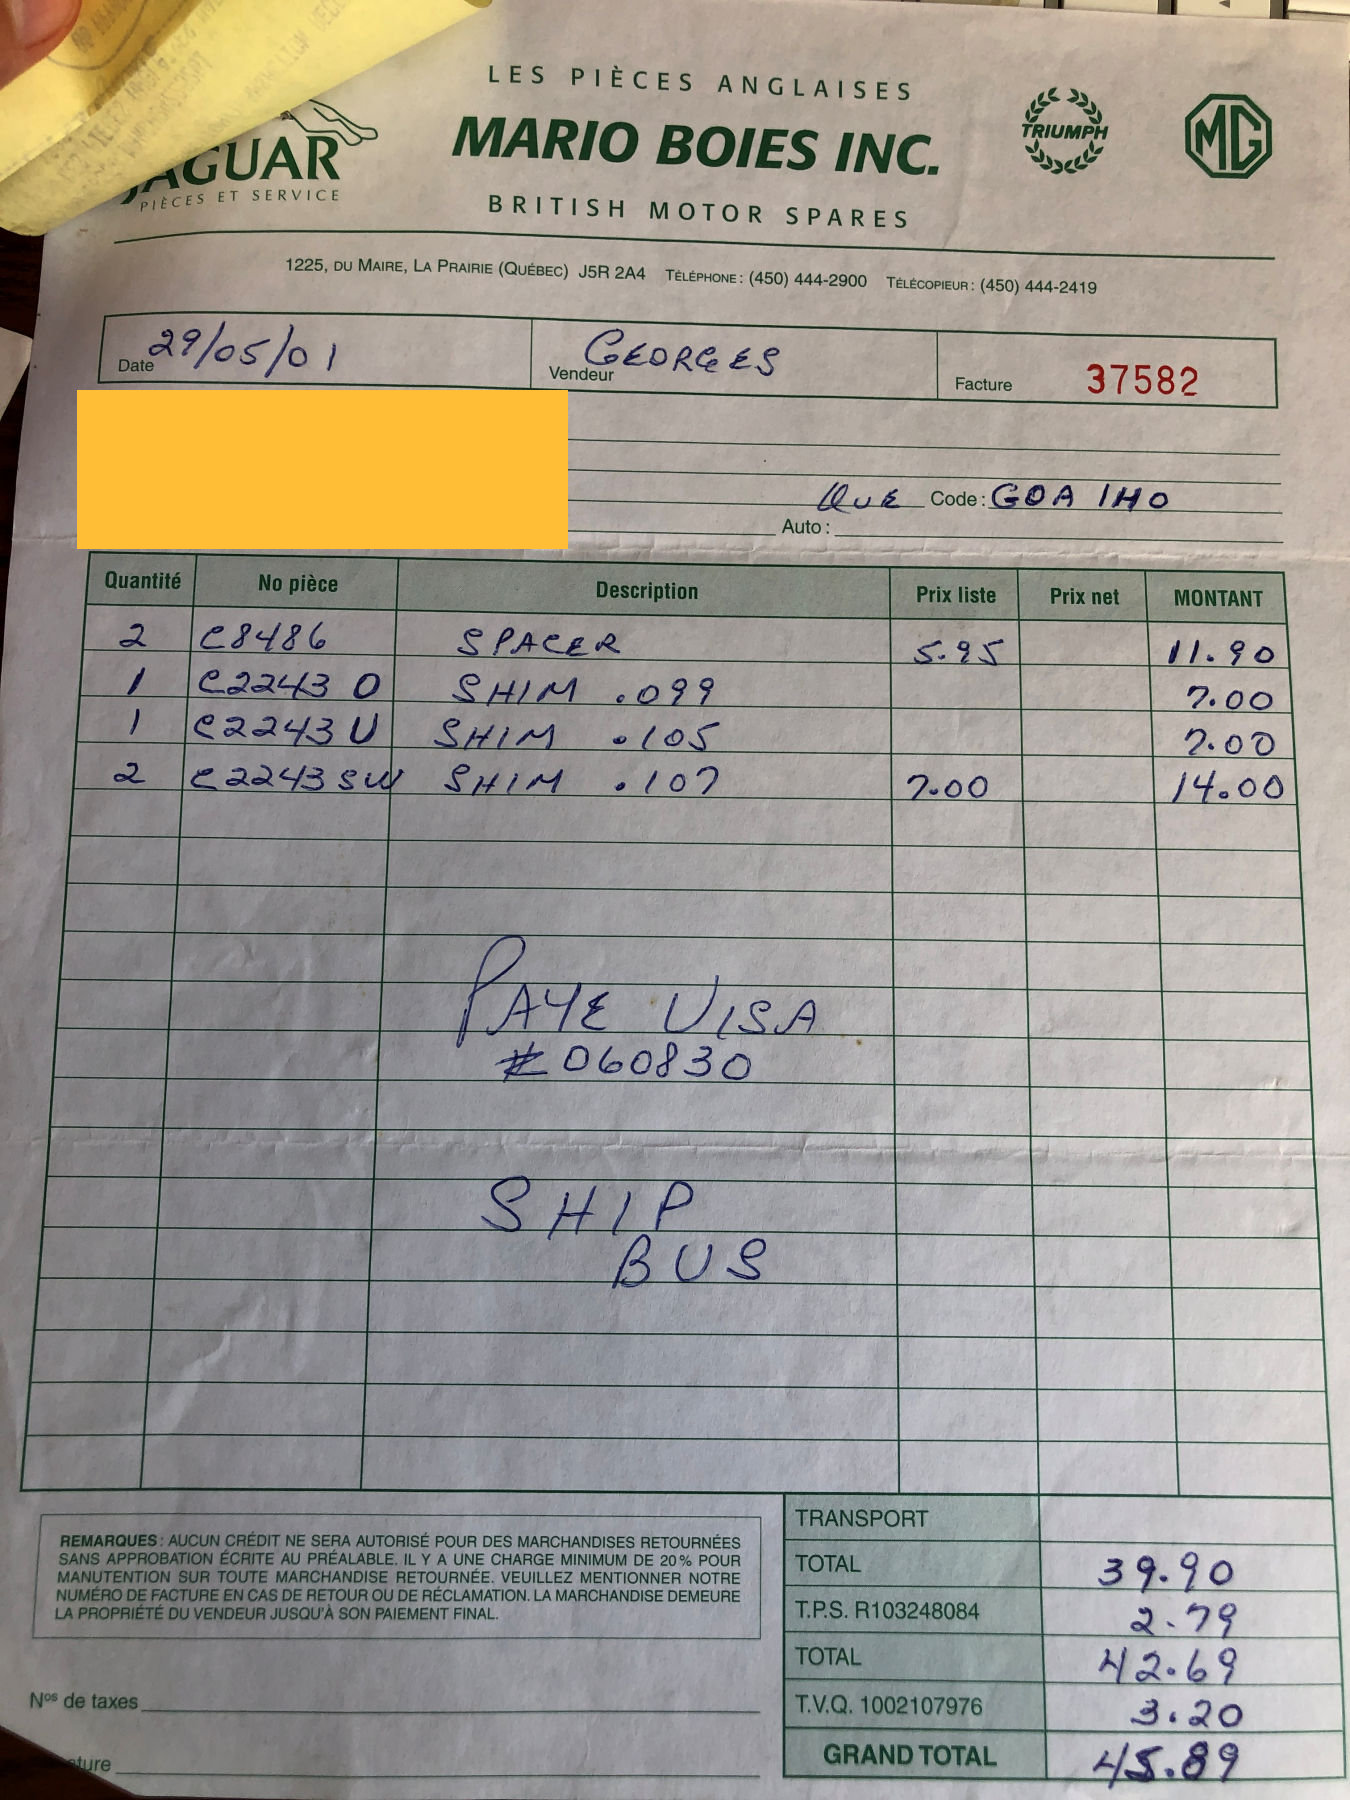 LES PIÈCES ANGLAISES
MARIO BOIES INC.
BRITISH MOTOR SPARES
JAGUAR
PIÈCES ET SERVICE
TRIUMPH
MG
1225, DU MAIRE, LA PRAIRIE (QUÉBEC) J5R 2A4 TÉLÉPHONE : (450) 444-2900 TÉLÉCOPIEUR : (450) 444-2419
Date 29/05/01 Vendeur GEORGES Facture 37582
QUE Code : G0A 1H0
Auto :
Quantité No pièce Description Prix liste Prix net MONTANT
2 C8486 SPACER 5.95 11.90
1 C2243 O SHIM .099 7.00
1 C2243 U SHIM .105 7.00
2 C2243 SW SHIM .107 7.00 14.00
PAYE VISA
#060830
SHIP
BUS
REMARQUES : AUCUN CRÉDIT NE SERA AUTORISÉ POUR DES MARCHANDISES RETOURNÉES
SANS APPROBATION ÉCRITE AU PRÉALABLE. IL Y A UNE CHARGE MINIMUM DE 20 % POUR
MANUTENTION SUR TOUTE MARCHANDISE RETOURNÉE. VEUILLEZ MENTIONNER NOTRE
NUMÉRO DE FACTURE EN CAS DE RETOUR OU DE RÉCLAMATION. LA MARCHANDISE DEMEURE
LA PROPRIÉTÉ DU VENDEUR JUSQU'À SON PAIEMENT FINAL.
Nos de taxes
TRANSPORT
TOTAL 39.90
T.P.S. R103248084 2.79
TOTAL 42.69
T.V.Q. 1002107976 3.20
GRAND TOTAL 45.89